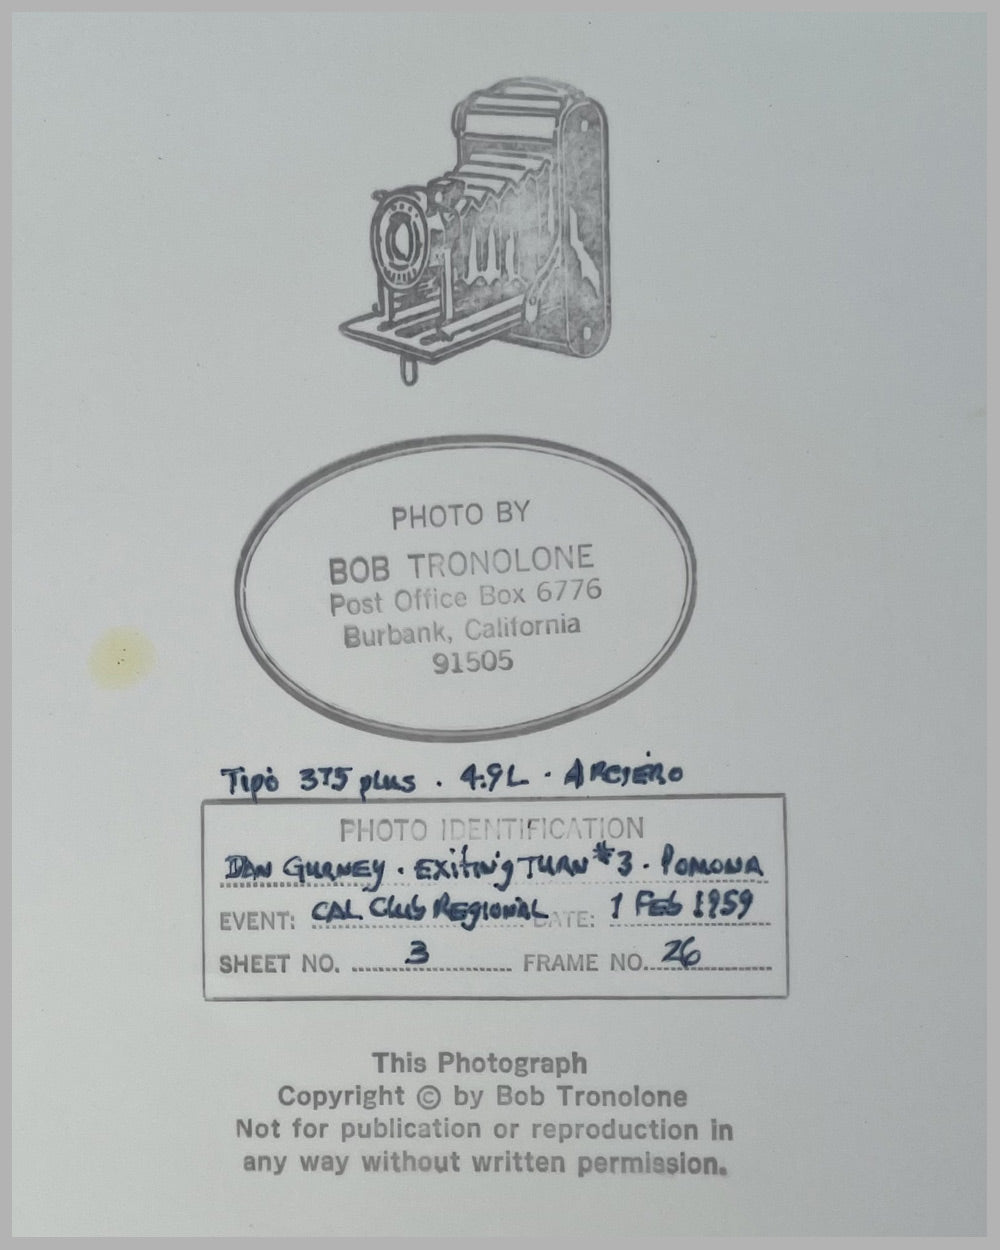 PHOTO BY
BOB TRONOLONE
Post Office Box 6776
Burbank, California
91505
Tipo 375 plus · 4.9L · ARCIERO
PHOTO IDENTIFICATION
DAN GURNEY · EXITING TURN #3 · POMONA
EVENT: CAL Club REGIONAL DATE: 1 FEB 1959
SHEET NO. 3 FRAME NO. 26
This Photograph
Copyright © by Bob Tronolone
Not for publication or reproduction in
any way without written permission.